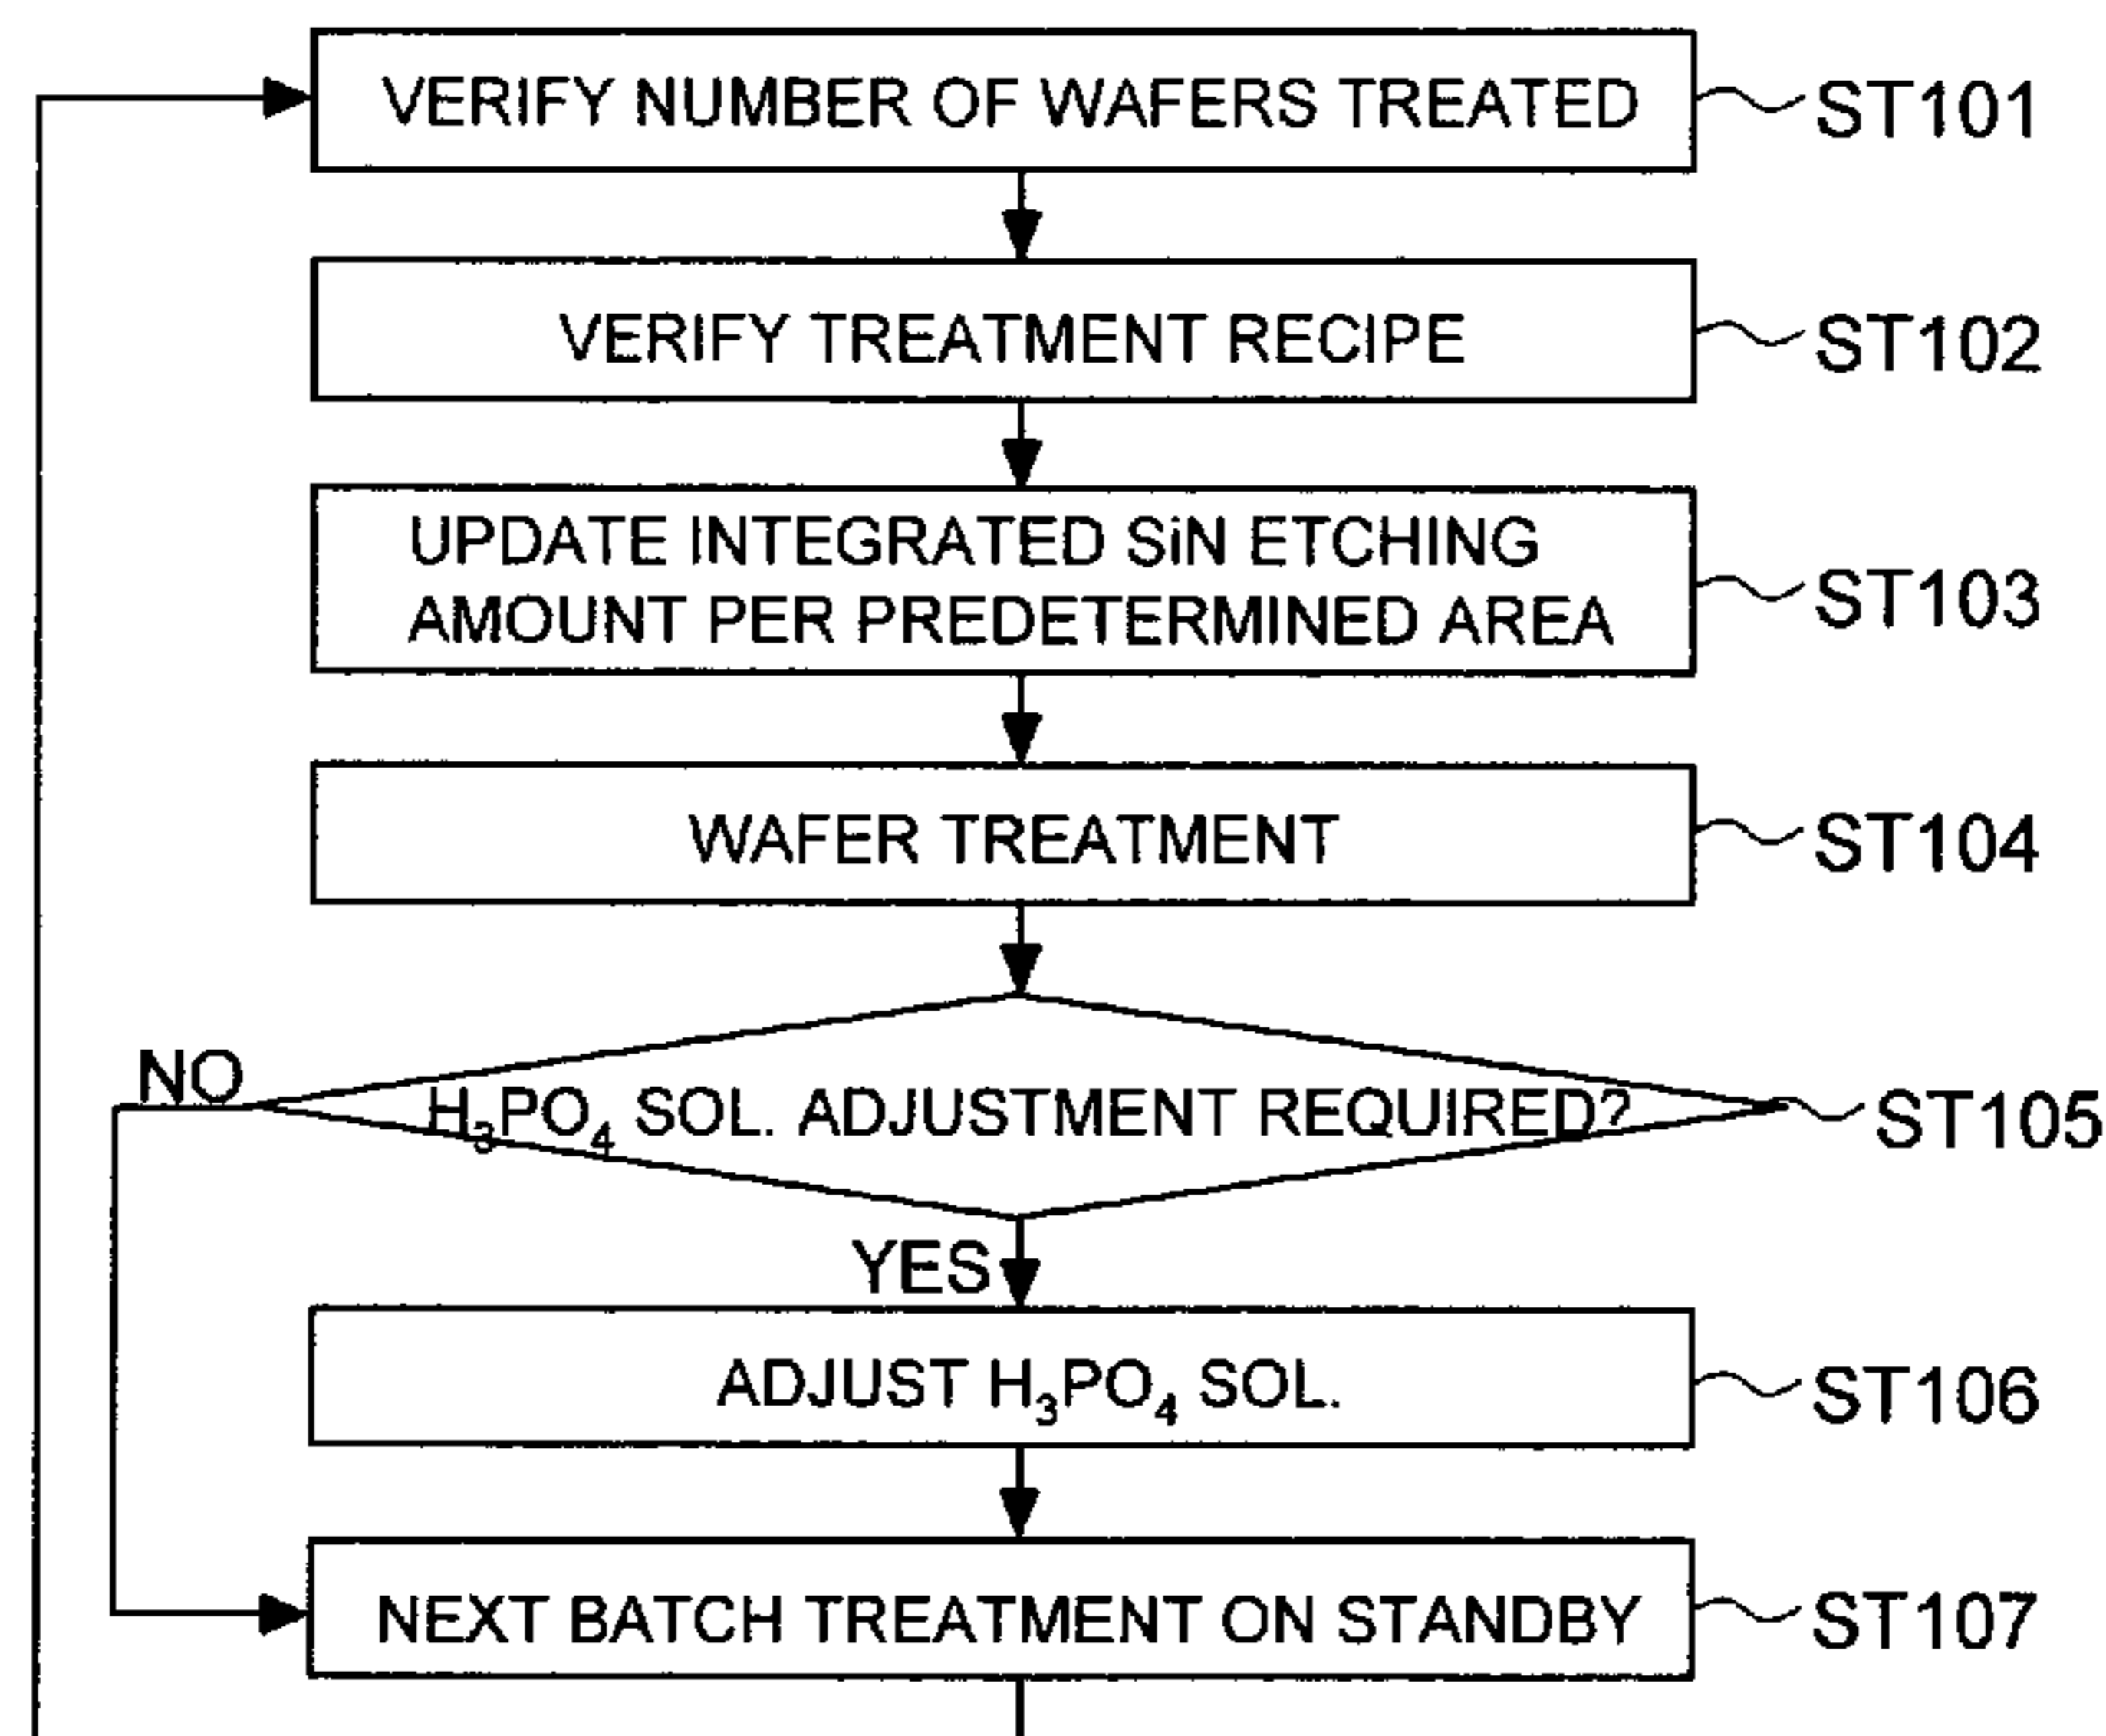 VERIFY NUMBER OF WAFERS TREATED
ST101
VERIFY TREATMENT RECIPE
ST102
UPDATE INTEGRATED SiN ETCHING
AMOUNT PER PREDETERMINED AREA
ST103
WAFER TREATMENT
ST104
NO
H₃PO₄ SOL. ADJUSTMENT REQUIRED?
ST105
YES
ADJUST H₃PO₄ SOL.
ST106
NEXT BATCH TREATMENT ON STANDBY
ST107